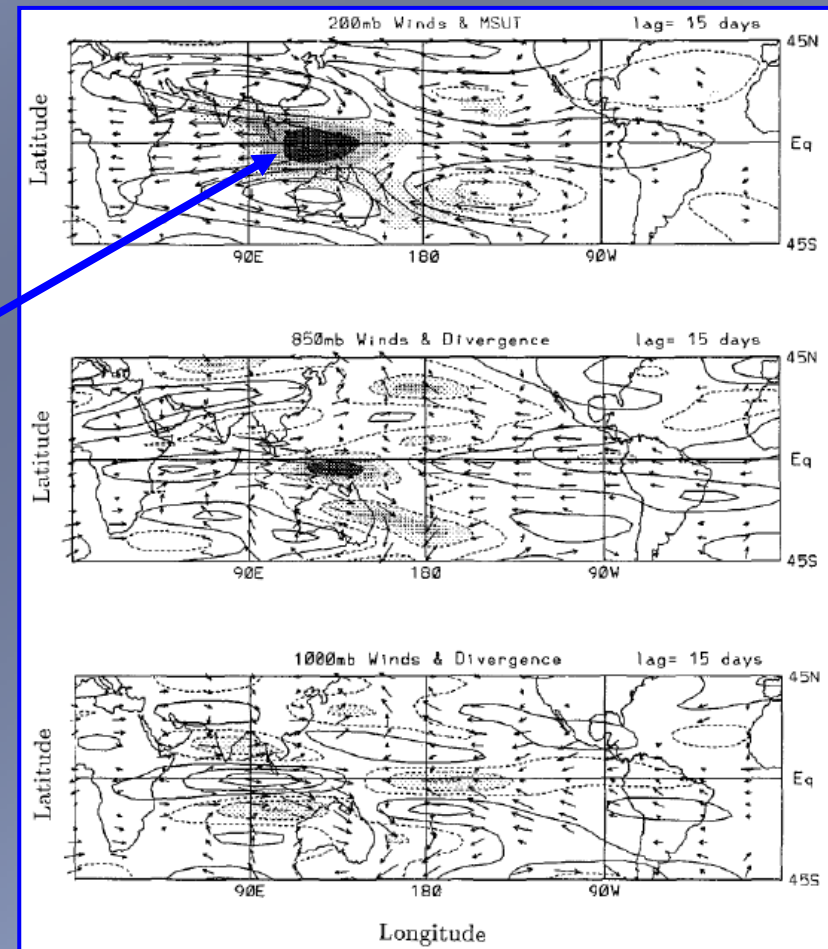 200mb Winds & MSUT lag= 15 days
45N
Latitude
Eq
45S
90E 180 90W
850mb Winds & Divergence lag= 15 days
45N
Latitude
Eq
45S
90E 180 90W
1000mb Winds & Divergence lag= 15 days
45N
Latitude
Eq
45S
90E 180 90W
Longitude